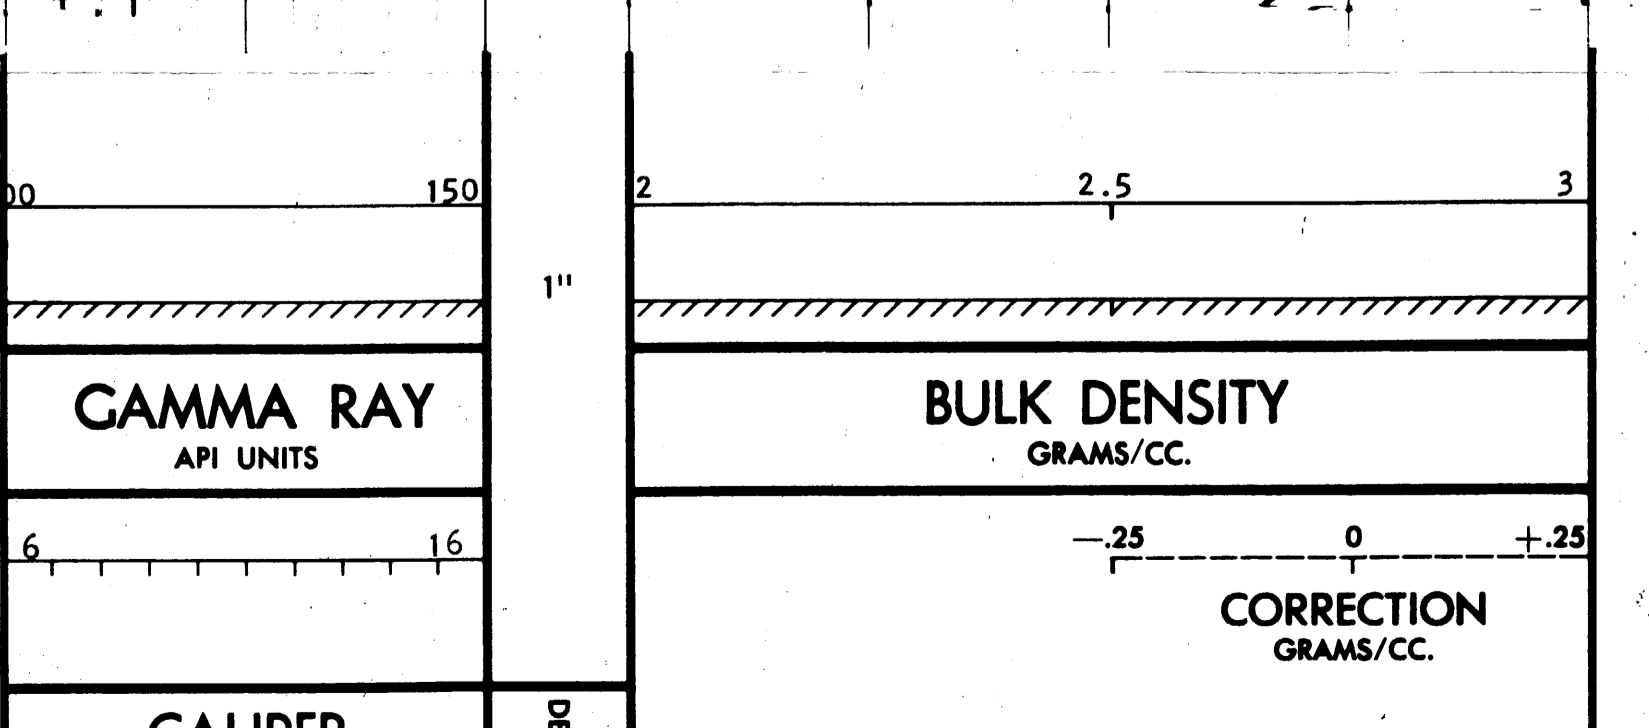 150
2 2.5 3
1"
GAMMA RAY
API UNITS
BULK DENSITY
GRAMS/CC.
6 16
—.25 0 +.25
CORRECTION
GRAMS/CC.